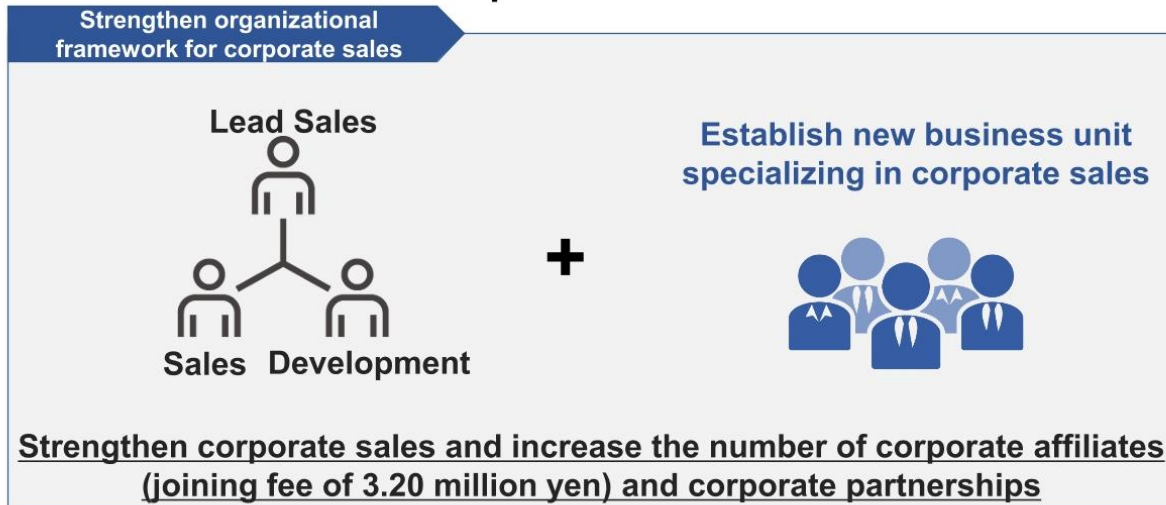 Strengthen organizational
framework for corporate sales
Lead Sales
Sales
Development
+
Establish new business unit
specializing in corporate sales
Strengthen corporate sales and increase the number of corporate affiliates
(joining fee of 3.20 million yen) and corporate partnerships